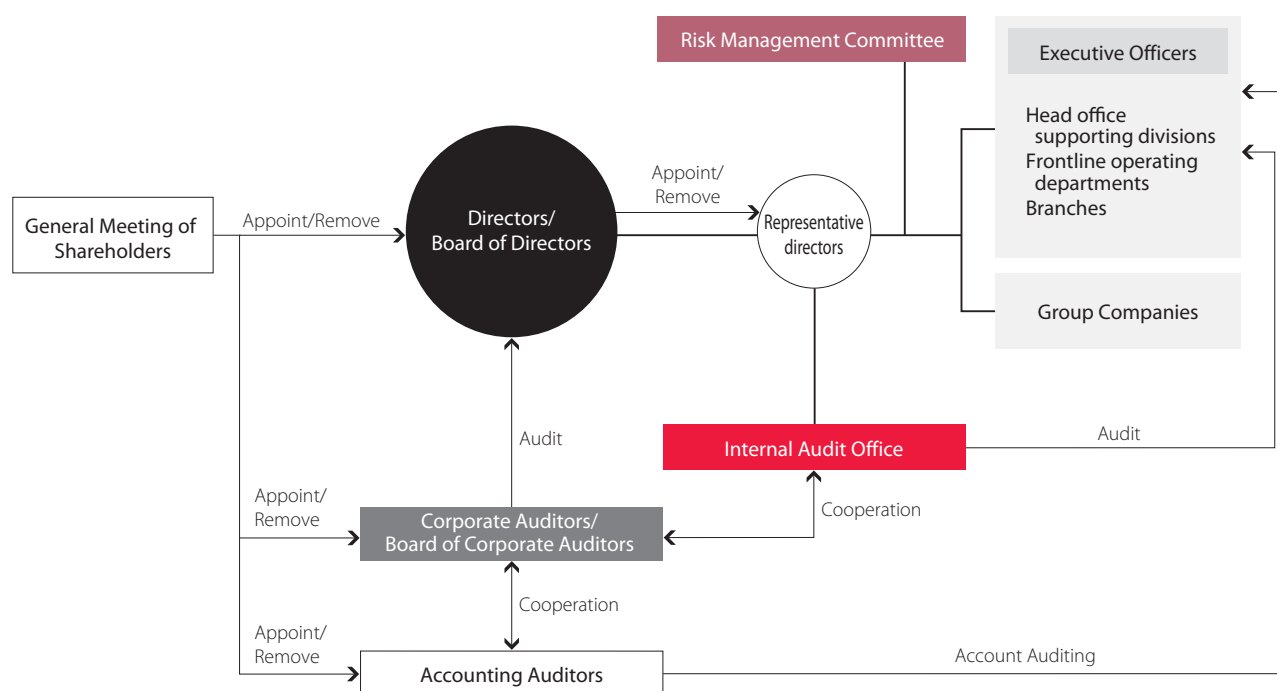 Risk Management Committee
Executive Officers
Head office
supporting divisions
Frontline operating
departments
Branches
Appoint/
Remove
General Meeting of
Shareholders
Appoint/Remove
Directors/
Board of Directors
Representative
directors
Group Companies
Audit
Internal Audit Office
Audit
Appoint/
Remove
Corporate Auditors/
Board of Corporate Auditors
Cooperation
Cooperation
Appoint/
Remove
Accounting Auditors
Account Auditing